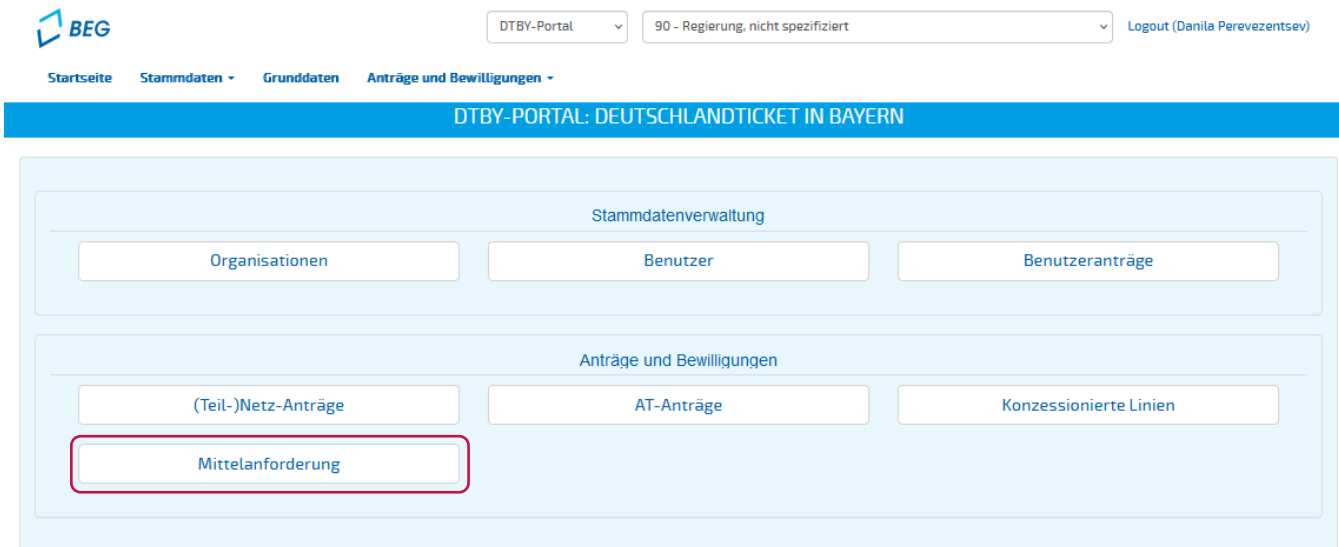 BEG
DTBY-Portal
90 - Regierung, nicht spezifiziert
Logout (Danila Perevezentsev)
Startseite Stammdaten Grunddaten Anträge und Bewilligungen
DTBY-PORTAL: DEUTSCHLANDTICKET IN BAYERN
Stammdatenverwaltung
Organisationen Benutzer Benutzeranträge
Anträge und Bewilligungen
(Teil-)Netz-Anträge AT-Anträge Konzessionierte Linien
Mittelanforderung